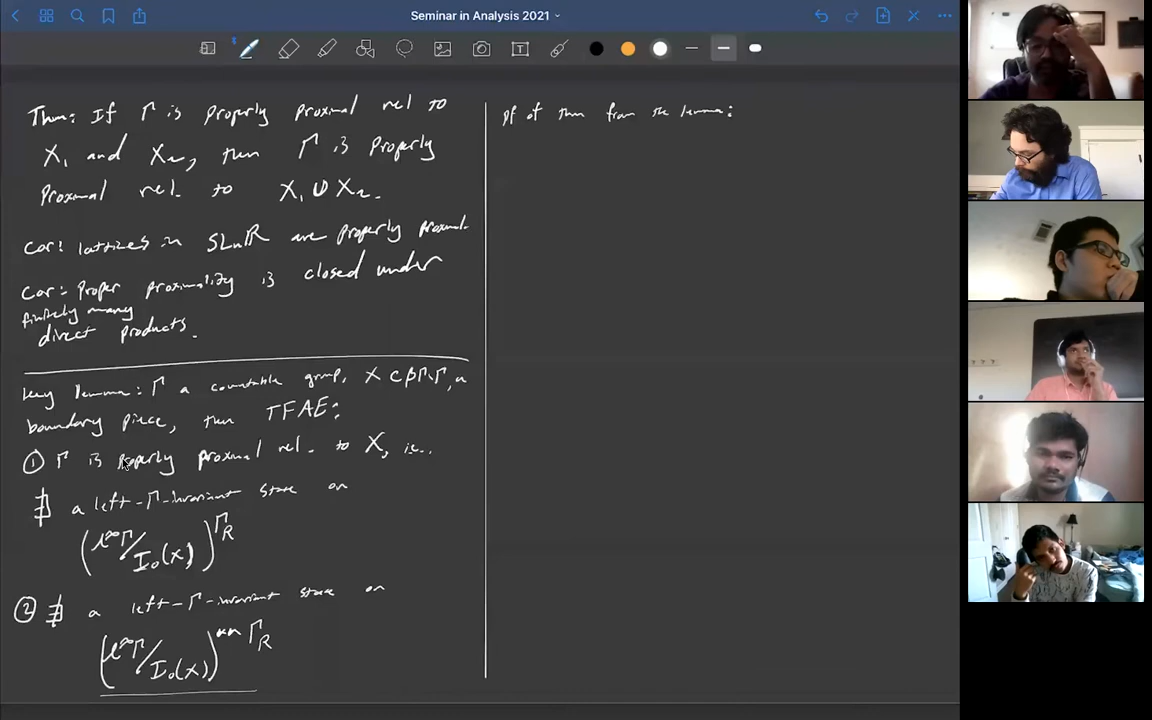 Seminar in Analysis 2021
Thm: If Γ is properly proximal rel to
X₁ and X₂, then Γ is properly
proximal rel. to X₁ ∪ X₂.
Cor: lattices in SLₙℝ are properly proximal.
Cor: Proper proximality is closed under
finitely many
direct products.
Key lemma: Γ a countable group, X ⊂ βΓ\Γ, a
boundary piece, then TFAE:
① Γ is properly proximal rel. to X, i.e.,
∄ a left-Γ-invariant state on
(ℓ^∞Γ/I₀(X))^{Γ_R}
② ∄ a left-Γ-invariant state on
(ℓ^∞Γ/I₀(X))^{** Γ_R}
pf of thm from the lemma: